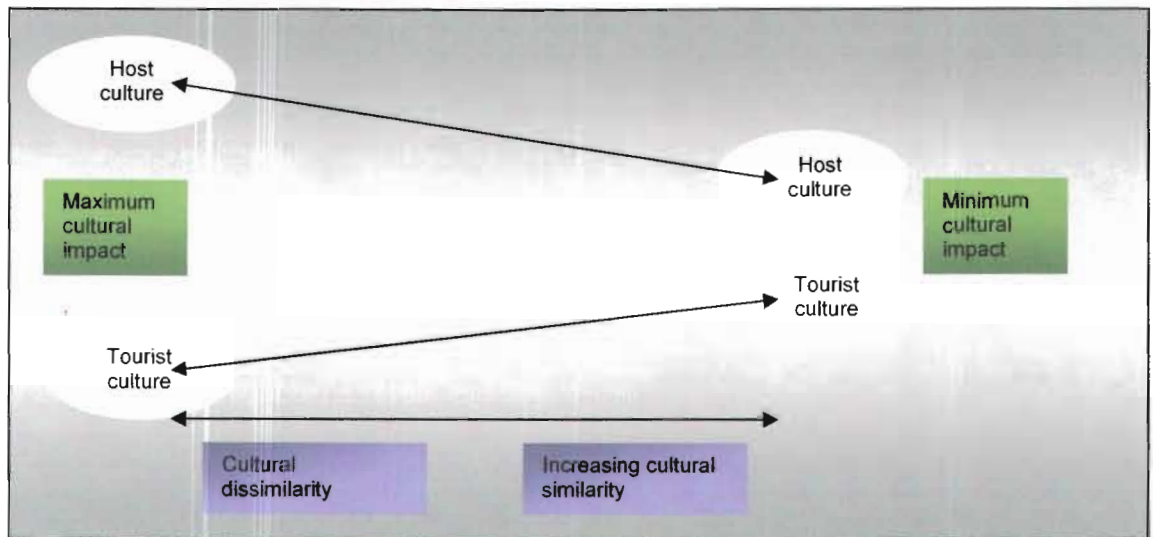 Host
culture
Host
culture
Maximum
cultural
impact
Minimum
cultural
impact
Tourist
culture
Tourist
culture
Cultural
dissimilarity
Increasing cultural
similarity